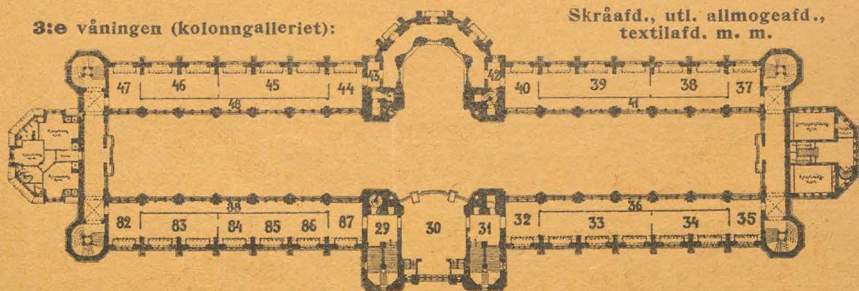 3:e våningen (kolonngalleriet):
Skråafd., utl. allmogeafd.,
textilafd. m. m.
43 42
47 46 45 44 40 39 38 37
48 41
88 36
82 83 84 85 86 87 29 30 31 32 33 34 35